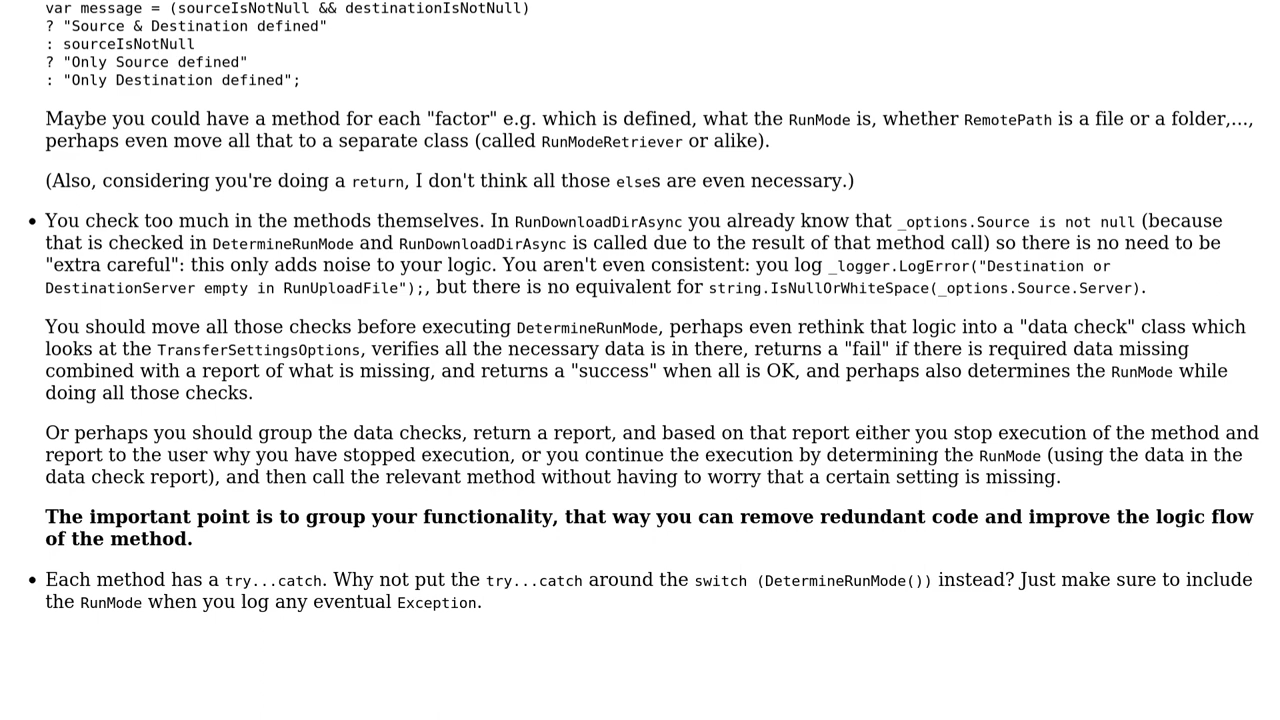 var message = (sourceIsNotNull && destinationIsNotNull)
? "Source & Destination defined"
: sourceIsNotNull
? "Only Source defined"
: "Only Destination defined";
Maybe you could have a method for each "factor" e.g. which is defined, what the RunMode is, whether RemotePath is a file or a folder,...,
perhaps even move all that to a separate class (called RunModeRetriever or alike).
(Also, considering you're doing a return, I don't think all those elses are even necessary.)
• You check too much in the methods themselves. In RunDownloadDirAsync you already know that _options.Source is not null (because
that is checked in DetermineRunMode and RunDownloadDirAsync is called due to the result of that method call) so there is no need to be
"extra careful": this only adds noise to your logic. You aren't even consistent: you log _logger.LogError("Destination or
DestinationServer empty in RunUploadFile");, but there is no equivalent for string.IsNullOrWhiteSpace(_options.Source.Server).
You should move all those checks before executing DetermineRunMode, perhaps even rethink that logic into a "data check" class which
looks at the TransferSettingsOptions, verifies all the necessary data is in there, returns a "fail" if there is required data missing
combined with a report of what is missing, and returns a "success" when all is OK, and perhaps also determines the RunMode while
doing all those checks.
Or perhaps you should group the data checks, return a report, and based on that report either you stop execution of the method and
report to the user why you have stopped execution, or you continue the execution by determining the RunMode (using the data in the
data check report), and then call the relevant method without having to worry that a certain setting is missing.
The important point is to group your functionality, that way you can remove redundant code and improve the logic flow
of the method.
• Each method has a try...catch. Why not put the try...catch around the switch (DetermineRunMode()) instead? Just make sure to include
the RunMode when you log any eventual Exception.